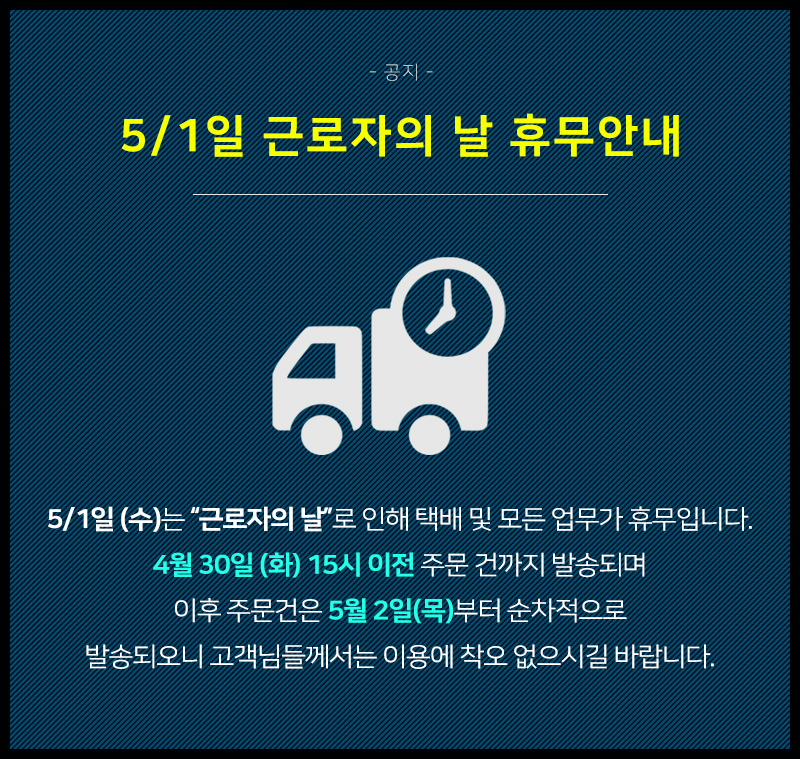 - 공지 -
5/1일 근로자의 날 휴무안내
5/1일 (수)는 “근로자의 날”로 인해 택배 및 모든 업무가 휴무입니다.
4월 30일 (화) 15시 이전 주문 건까지 발송되며
이후 주문건은 5월 2일(목)부터 순차적으로
발송되오니 고객님들께서는 이용에 착오 없으시길 바랍니다.